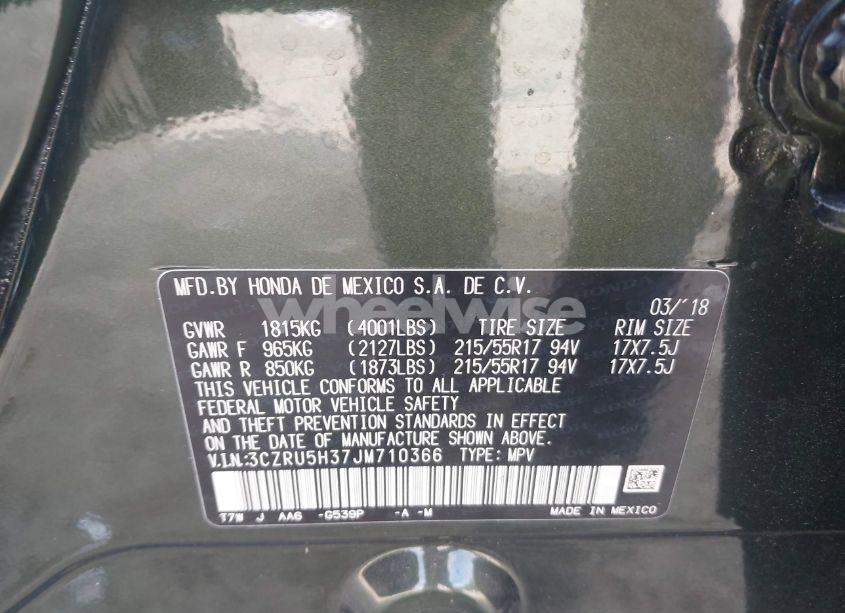 MFD.BY HONDA DE MEXICO S.A. DE C.V.
03/'18
GVWR 1815KG (4001LBS) TIRE SIZE RIM SIZE
GAWR F 965KG (2127LBS) 215/55R17 94V 17X7.5J
GAWR R 850KG (1873LBS) 215/55R17 94V 17X7.5J
THIS VEHICLE CONFORMS TO ALL APPLICABLE
FEDERAL MOTOR VEHICLE SAFETY
AND THEFT PREVENTION STANDARDS IN EFFECT
ON THE DATE OF MANUFACTURE SHOWN ABOVE.
V.I.N.:3CZRU5H37JM710366 TYPE: MPV
T7W J AA6 -G539P -A -M
MADE IN MEXICO
wheelwise